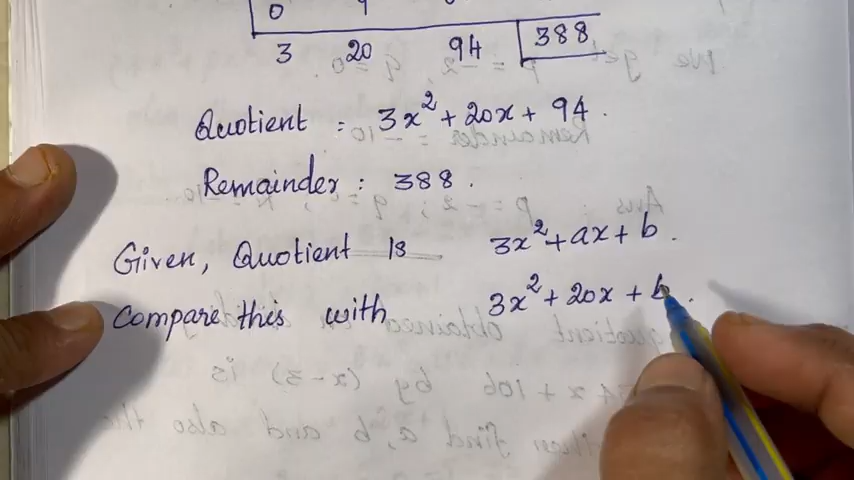 0
3 20 94 388
Quotient : 3x² + 20x + 94.
Remainder : 388.
Given, Quotient is 3x² + ax + b.
Compare this with 3x² + 20x + b.